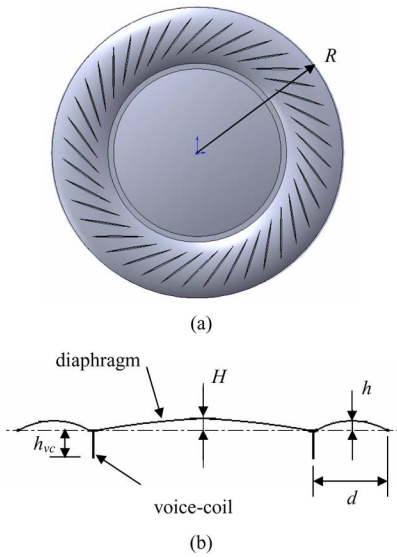 R
(a)
diaphragm
H
h
h_vc
d
voice-coil
(b)